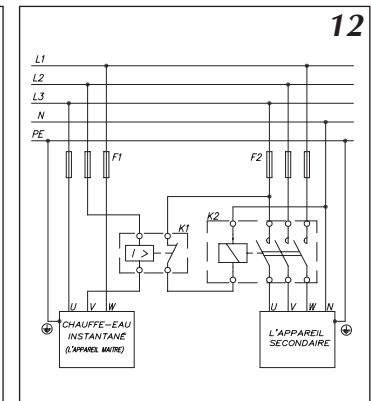 12
L1
L2
L3
N
PE
F1
F2
K1
K2
I >
U V W
U V W N
CHAUFFE-EAU
INSTANTANÉ
(L'APPAREIL MAITRE)
L'APPAREIL
SECONDAIRE